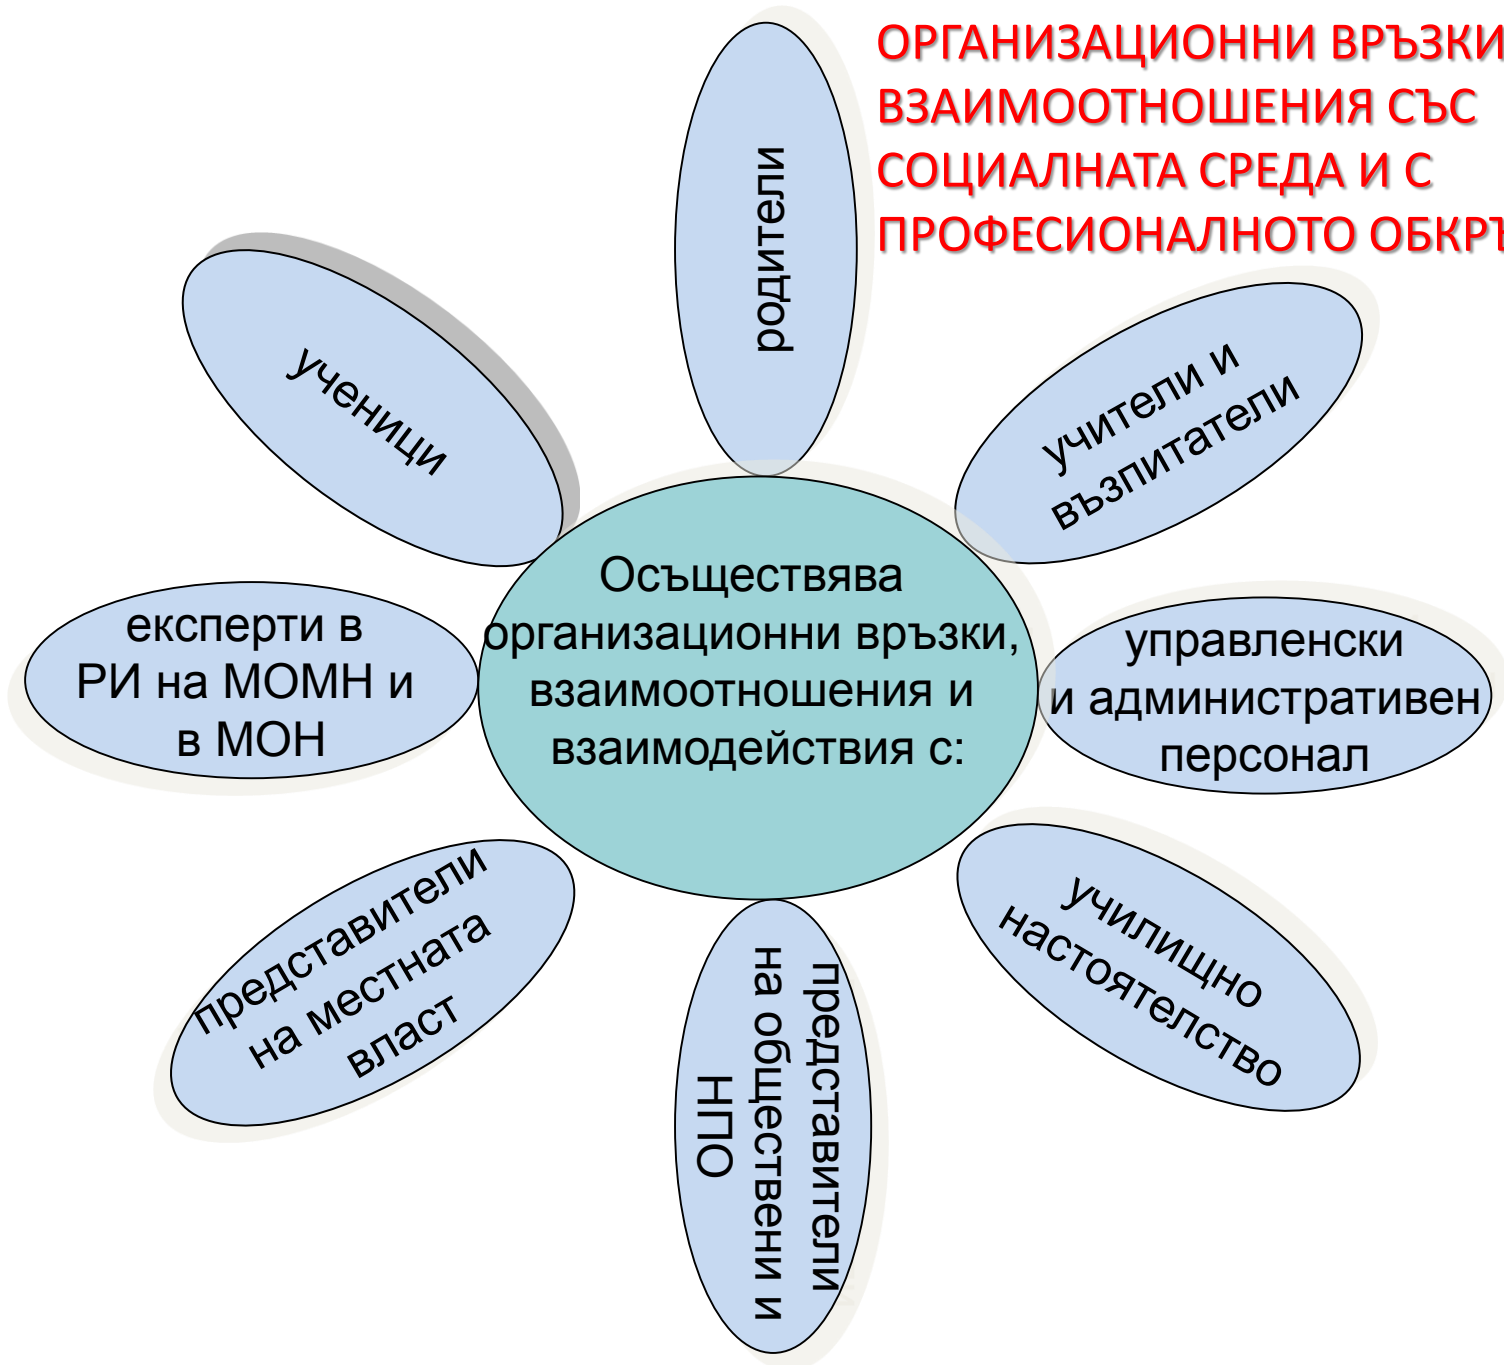 ОРГАНИЗАЦИОННИ ВРЪЗКИ
ВЗАИМООТНОШЕНИЯ СЪС
СОЦИАЛНАТА СРЕДА И С
ПРОФЕСИОНАЛНОТО
родители
учители и
възпитатели
управленски
и административен
персонал
училищно
настоятелство
представители
на обществени и
НПО
представители
на местната
власт
експерти в
РИ на МОМН и
в МОН
ученици
Осъществява
организационни връзки,
взаимоотношения и
взаимодействия с: